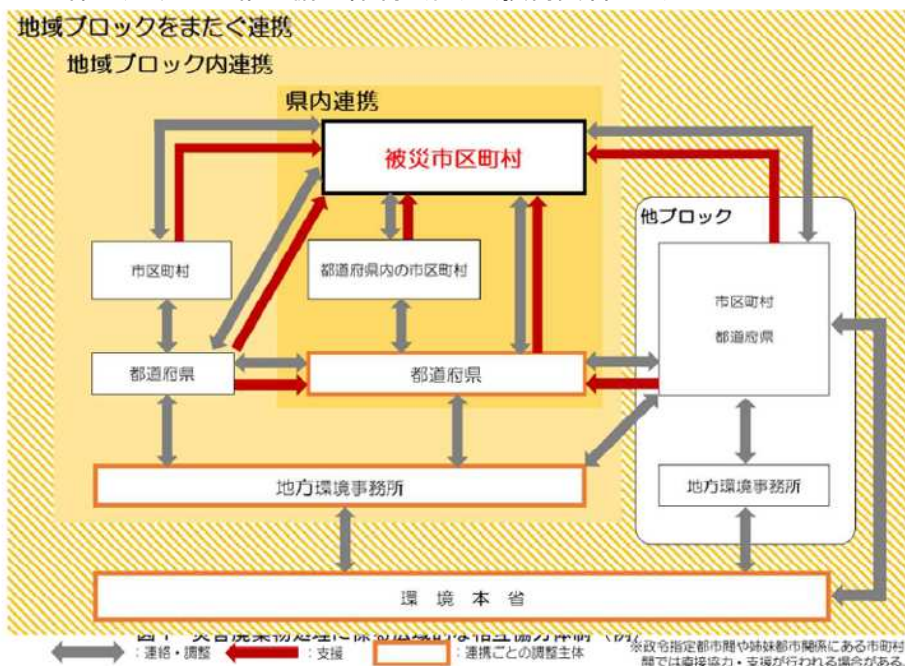 地域ブロックをまたぐ連携
地域ブロック内連携
県内連携
被災市区町村
他ブロック
市区町村
都道府県内の市区町村
市区町村
都道府県
都道府県
都道府県
地方環境事務所
地方環境事務所
環境本省
：連絡・調整
：支援
：連携ごとの調整主体
※政令指定都市間や姉妹都市関係にある市町村
間では直接協力・支援が行われる場合がある